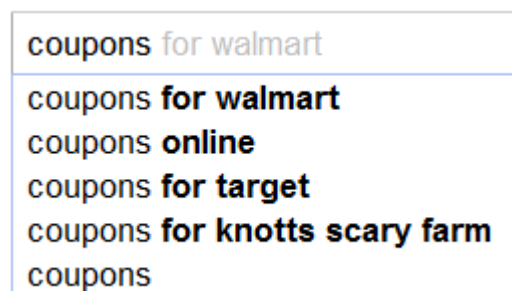 coupons for walmart
coupons for walmart
coupons online
coupons for target
coupons for knotts scary farm
coupons